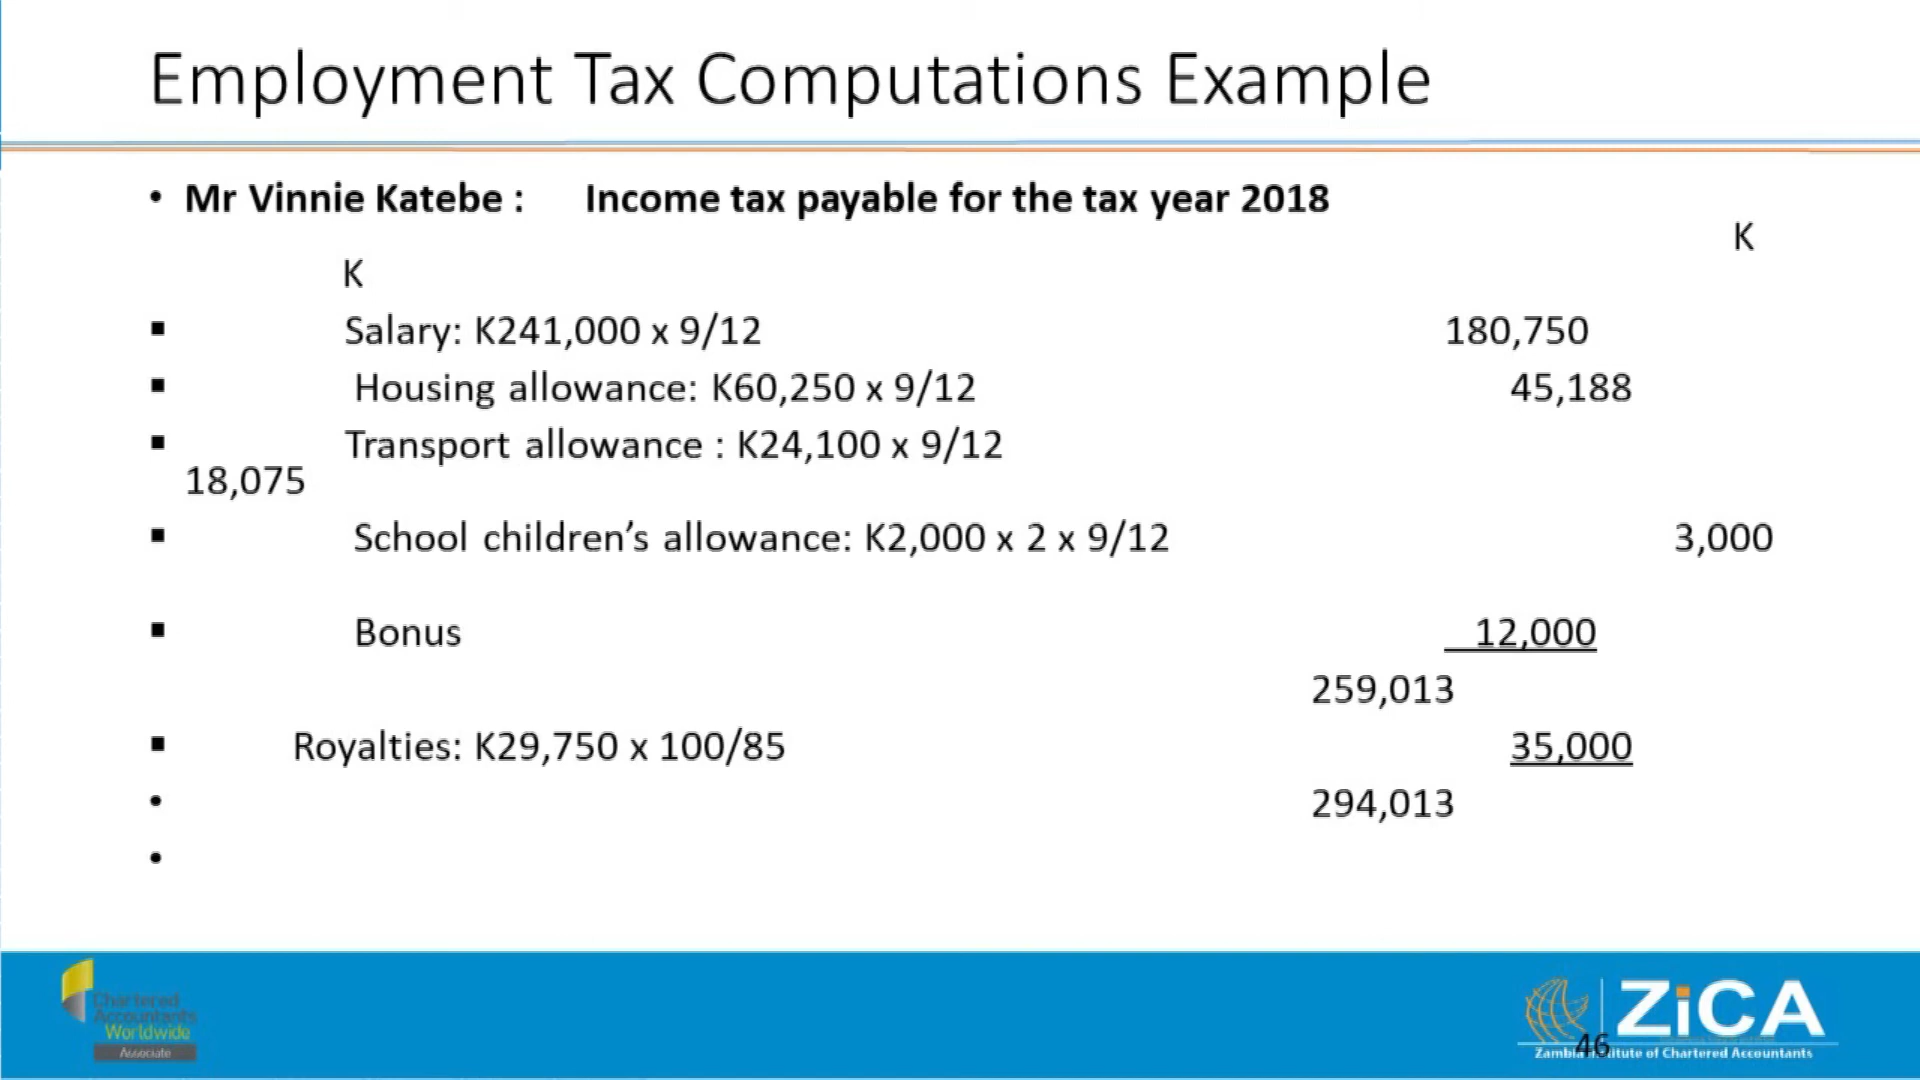 Employment Tax Computations Example
• Mr Vinnie Katebe : Income tax payable for the tax year 2018
K
K
▪ Salary: K241,000 x 9/12 180,750
▪ Housing allowance: K60,250 x 9/12 45,188
▪ Transport allowance : K24,100 x 9/12
18,075
▪ School children’s allowance: K2,000 x 2 x 9/12 3,000
▪ Bonus 12,000
259,013
▪ Royalties: K29,750 x 100/85 35,000
• 294,013
•
Chartered
Accountants
Worldwide
Associate
ZiCA
46
of Chartered Accountants